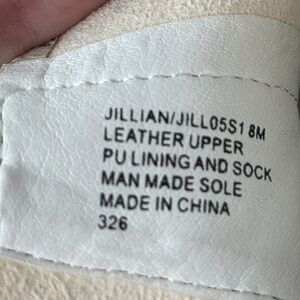 JILLIAN/JILL05S1 8M
LEATHER UPPER
PU LINING AND SOCK
MAN MADE SOLE
MADE IN CHINA
326